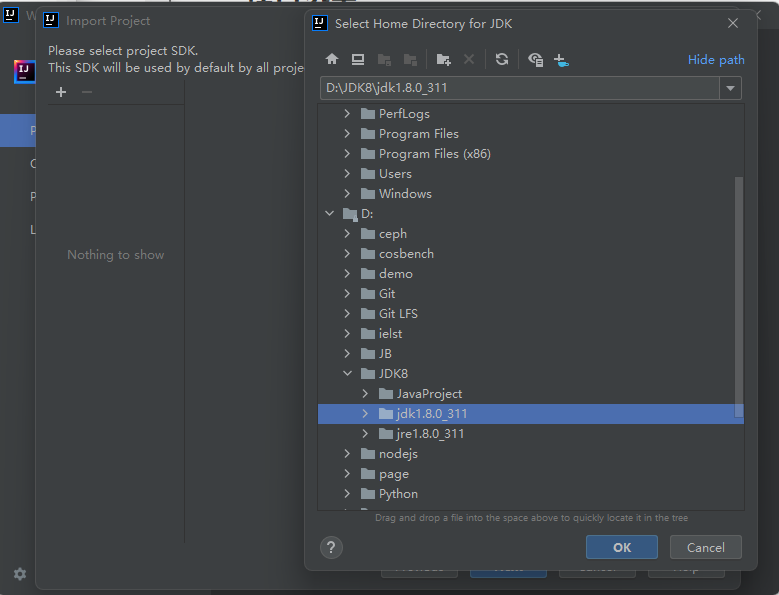 Import Project
Please select project SDK.
This SDK will be used by default by all proje
Nothing to show
Select Home Directory for JDK
Hide path
D:\JDK8\jdk1.8.0_311
PerfLogs
Program Files
Program Files (x86)
Users
Windows
D:
ceph
cosbench
demo
Git
Git LFS
ielst
JB
JDK8
JavaProject
jdk1.8.0_311
jre1.8.0_311
nodejs
page
Python
Drag and drop a file into the space above to quickly locate it in the tree
?
OK
Cancel